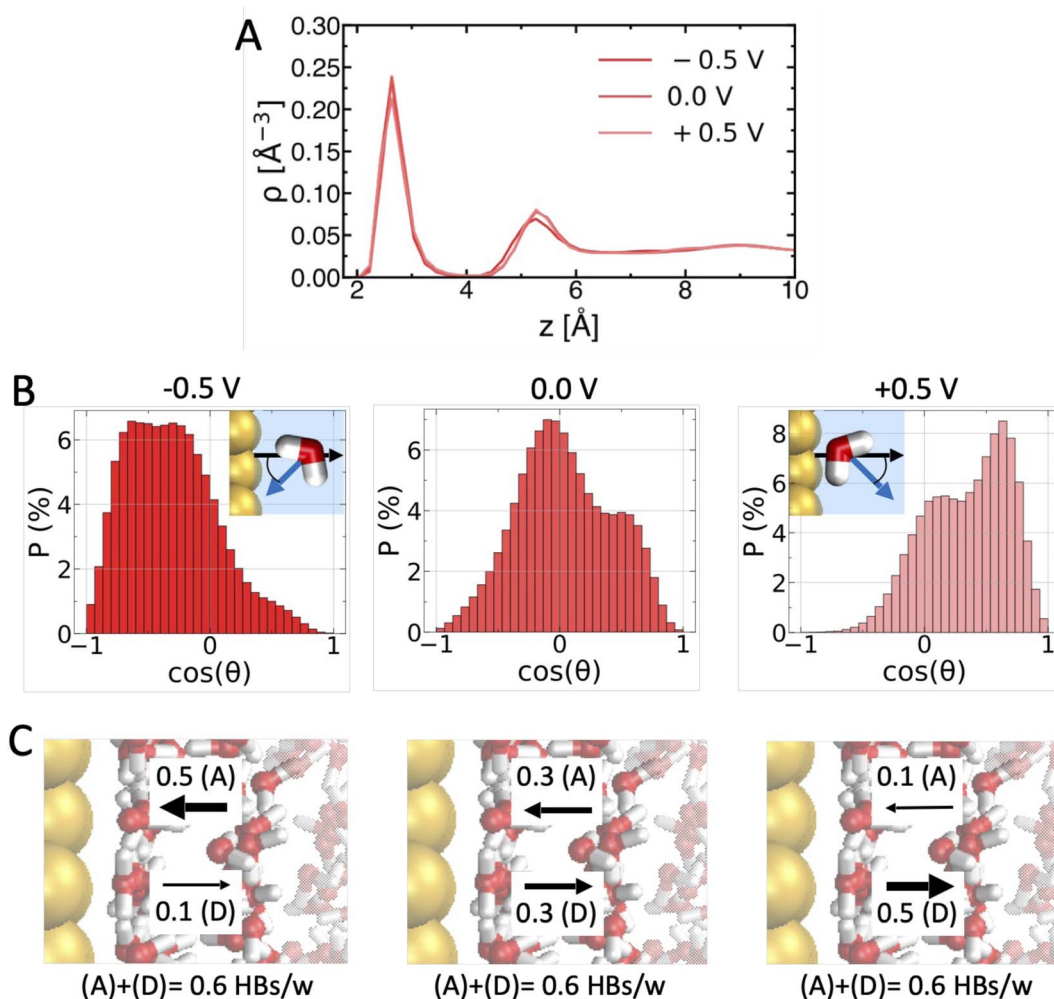 A
0.30
0.25
0.20
0.15
0.10
0.05
0.00
ρ [Å⁻³]
− 0.5 V
0.0 V
+ 0.5 V
2 4 6 8 10
z [Å]
B
-0.5 V
0.0 V
+0.5 V
P (%)
6
4
2
0
−1 0 1
cos(θ)
P (%)
6
4
2
0
−1 0 1
cos(θ)
P (%)
8
6
4
2
0
−1 0 1
cos(θ)
C
0.5 (A)
0.1 (D)
(A)+(D)= 0.6 HBs/w
0.3 (A)
0.3 (D)
(A)+(D)= 0.6 HBs/w
0.1 (A)
0.5 (D)
(A)+(D)= 0.6 HBs/w